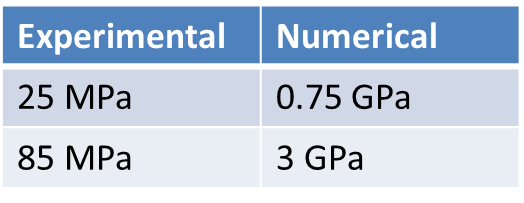 Experimental Numerical
25 MPa 0.75 GPa
85 MPa 3 GPa